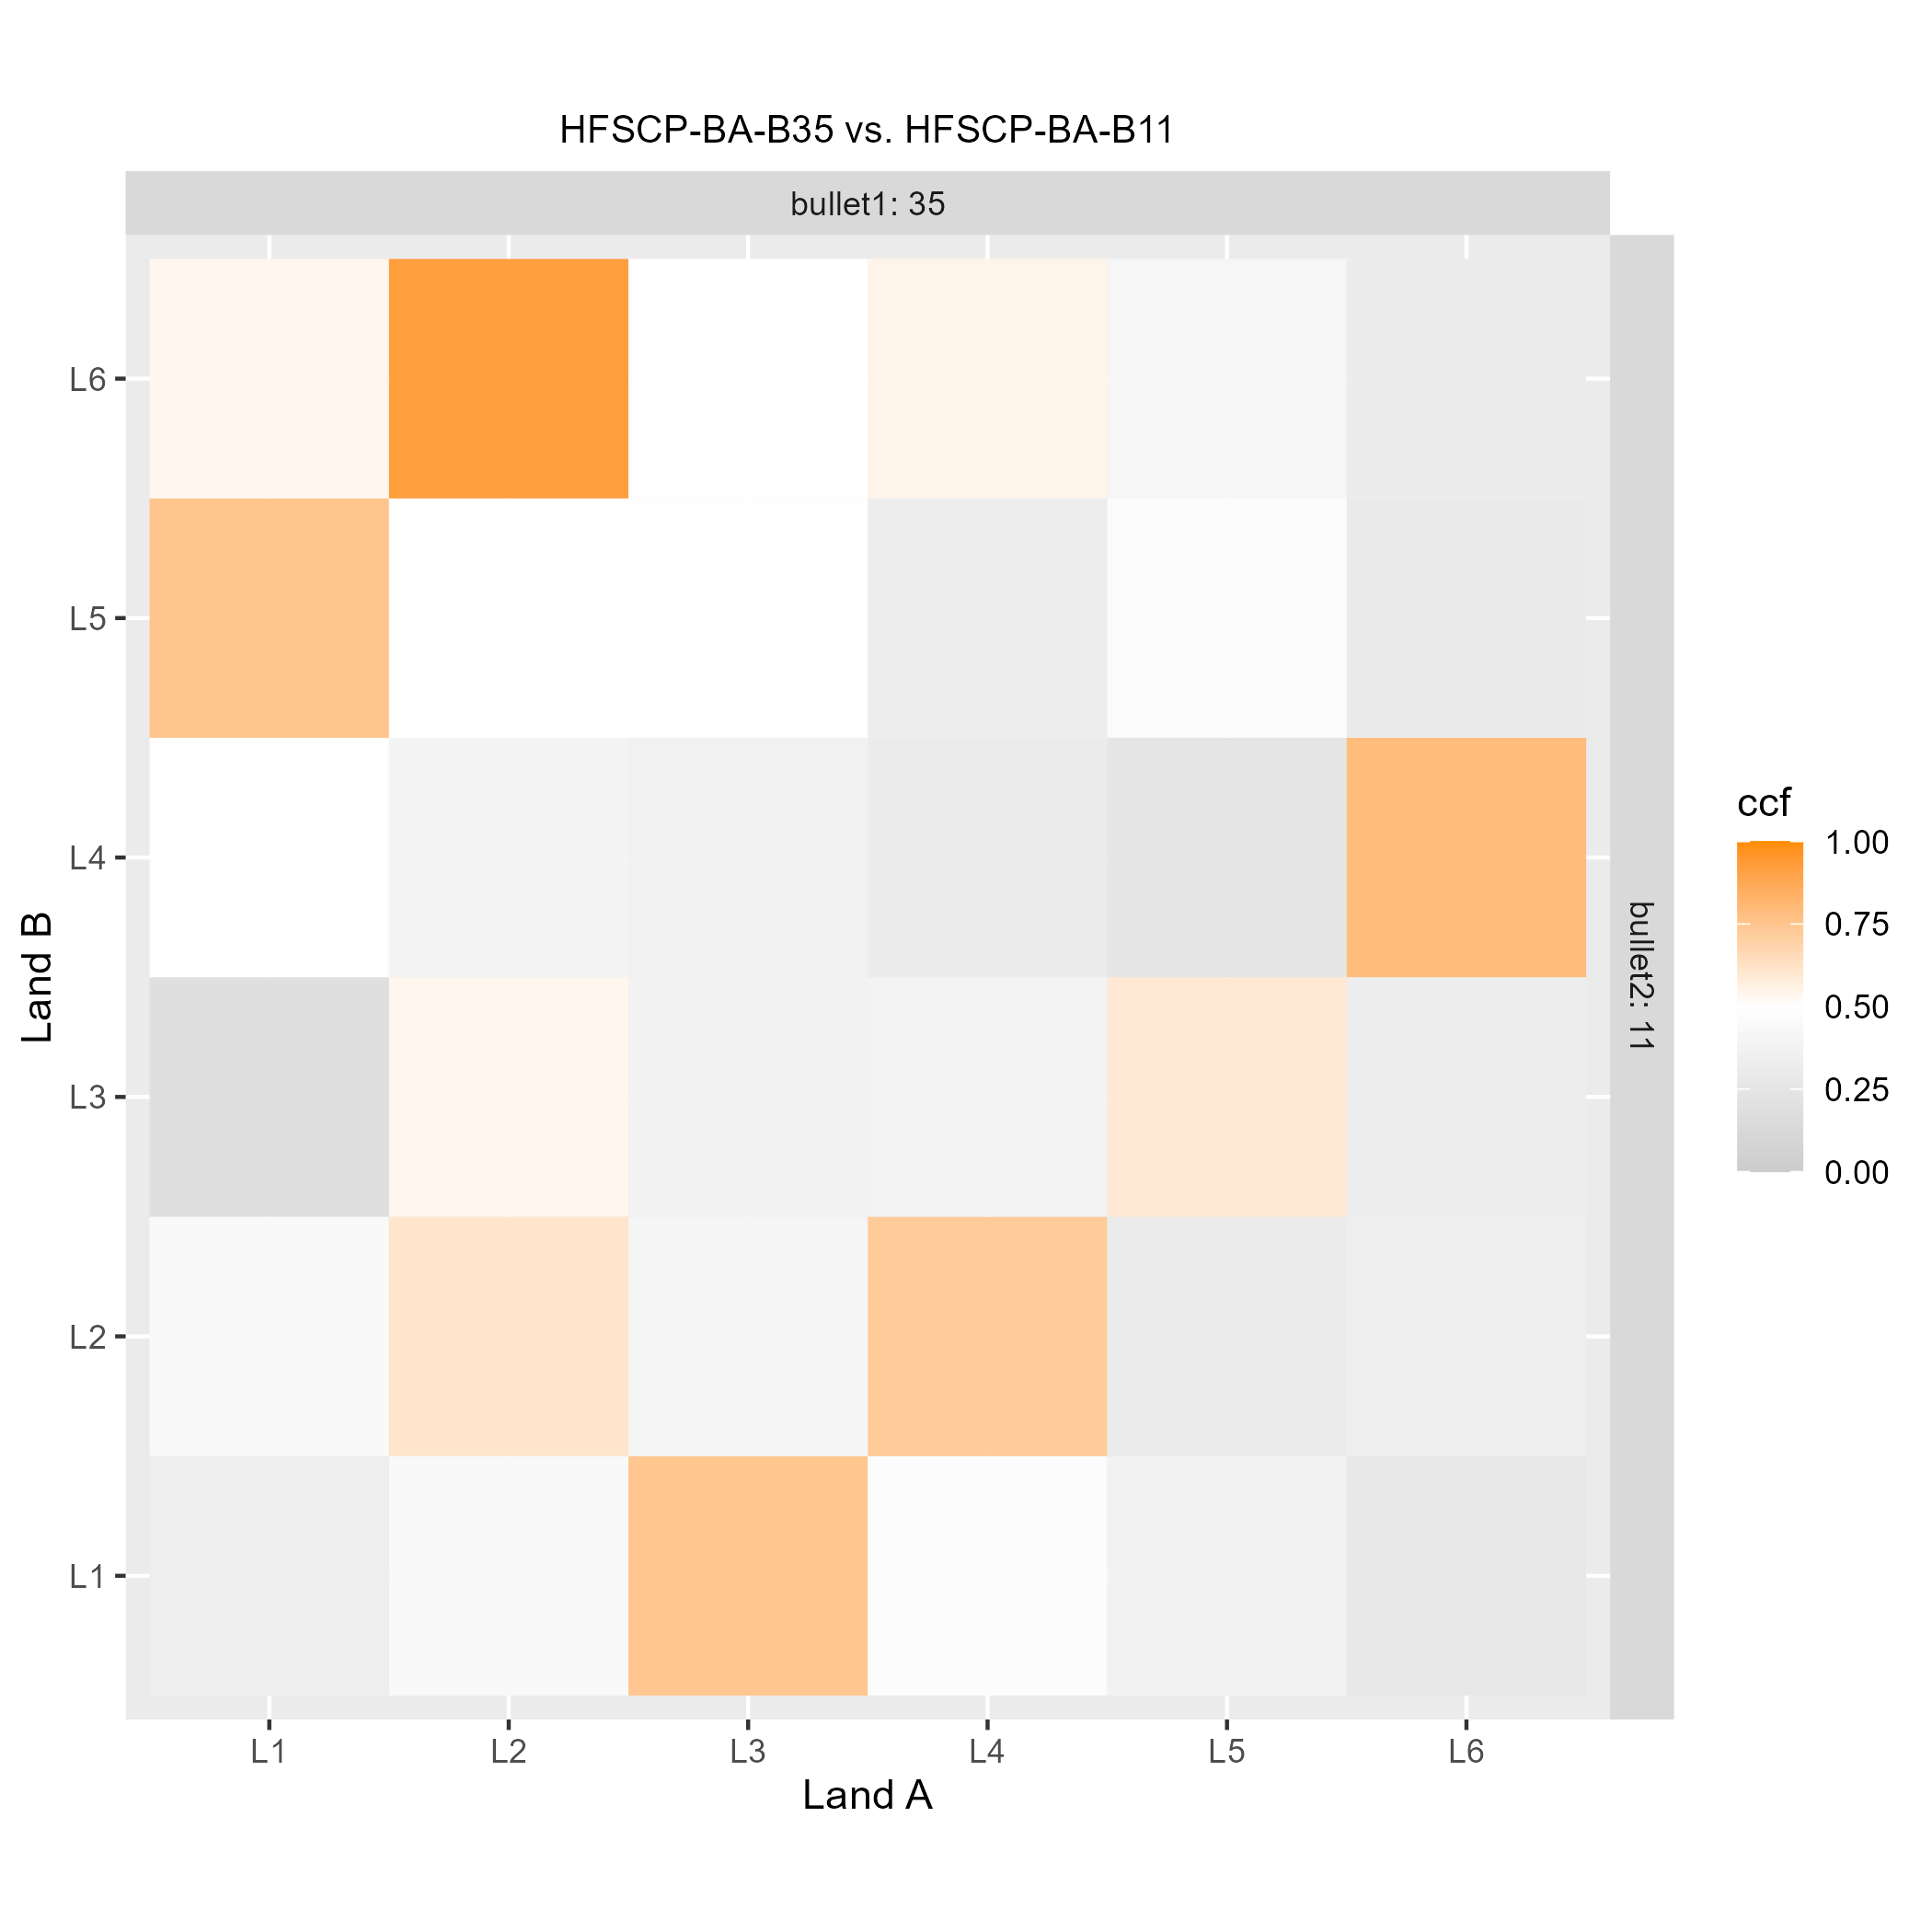 HFSCP-BA-B35 vs. HFSCP-BA-B11
bullet1: 35
L6
L5
L4
L3
L2
L1
Land B
bullet2: 11
ccf
1.00
0.75
0.50
0.25
0.00
L1 L2 L3 L4 L5 L6
Land A